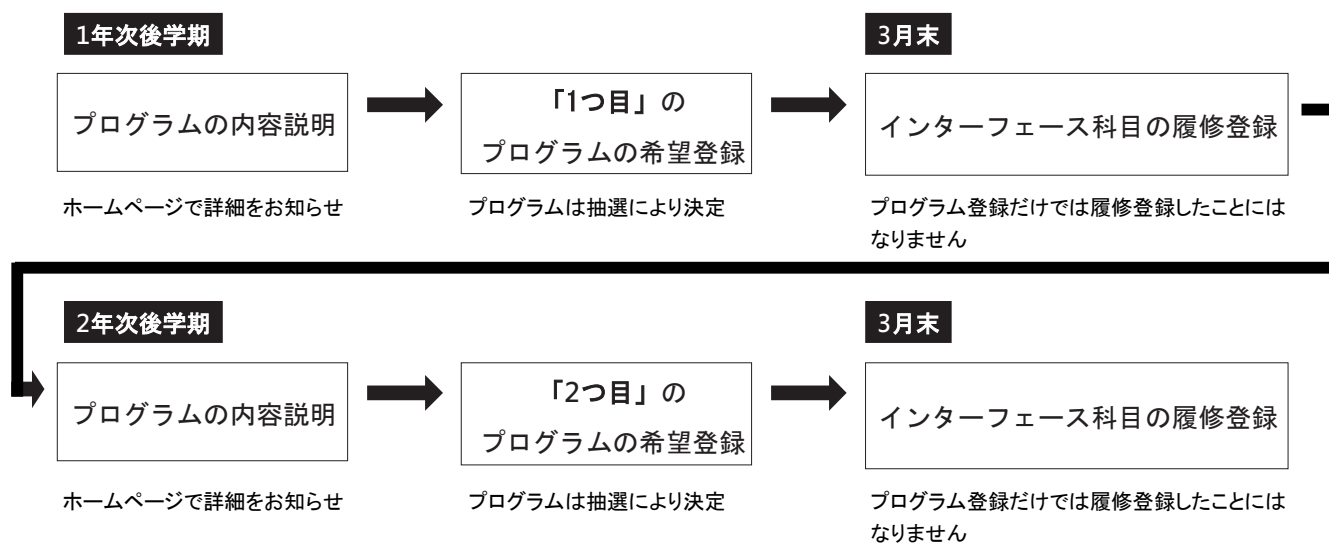 1年次後学期
3月末
プログラムの内容説明
「1つ目」の
プログラムの希望登録
インターフェース科目の履修登録
ホームページで詳細をお知らせ
プログラムは抽選により決定
プログラム登録だけでは履修登録したことには
なりません
2年次後学期
3月末
プログラムの内容説明
「2つ目」の
プログラムの希望登録
インターフェース科目の履修登録
ホームページで詳細をお知らせ
プログラムは抽選により決定
プログラム登録だけでは履修登録したことには
なりません